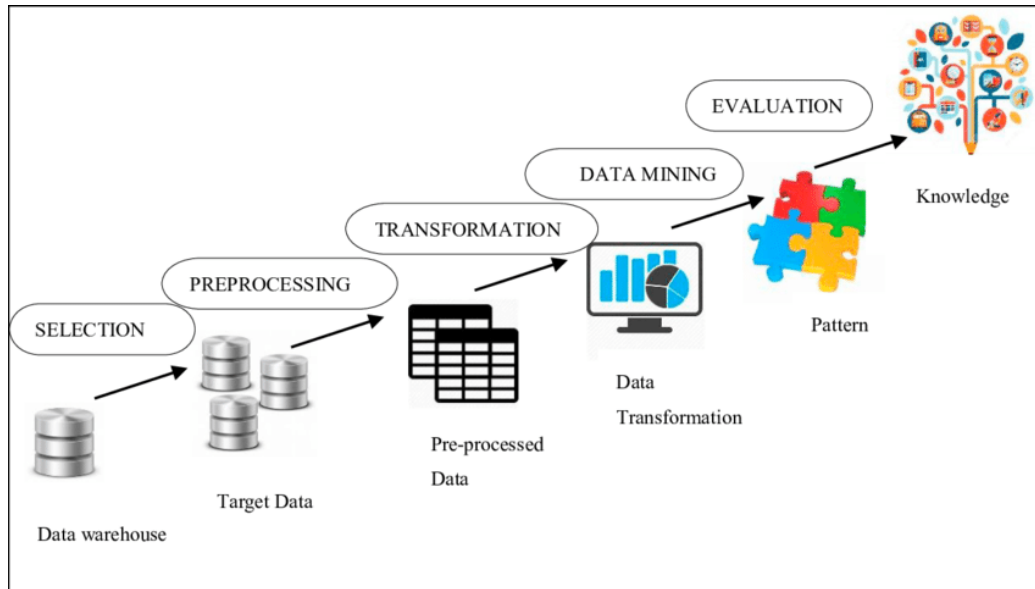 EVALUATION
DATA MINING
Knowledge
TRANSFORMATION
PREPROCESSING
SELECTION
Pattern
Data
Transformation
Pre-processed
Data
Target Data
Data warehouse